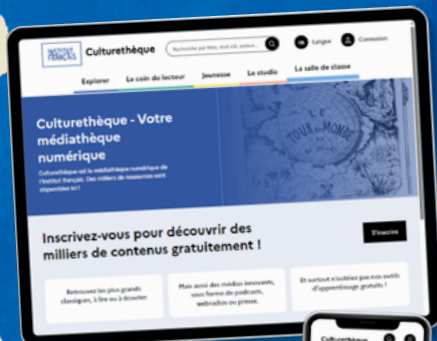 INSTITUT
FRANÇAIS
Culturethèque
Recherche par titre, mot-clé, auteur...
Langue
Connexion
Explorer
Le coin du lecteur
Jeunesse
Le studio
La salle de classe
Culturethèque - Votre
médiathèque
numérique
Culturethèque est la médiathèque numérique de
l'Institut français. Des milliers de ressources sont
disponibles ici !
LE
TOUR DU MONDE
Inscrivez-vous pour découvrir des
milliers de contenus gratuitement !
S'inscrire
Retrouvez les plus grands
classiques, à lire ou à écouter.
Mais aussi des médias innovants,
sous forme de podcasts,
webradios ou presse.
Et surtout n'oubliez pas nos outils
d'apprentissage gratuits !
Culturethèque